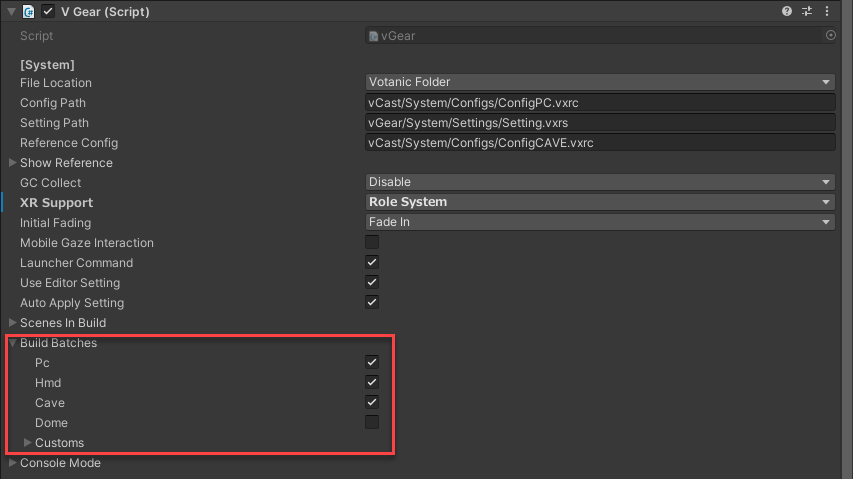 V Gear (Script)
Script vGear
[System]
File Location Votanic Folder
Config Path vCast/System/Configs/ConfigPC.vxrc
Setting Path vGear/System/Settings/Setting.vxrs
Reference Config vCast/System/Configs/ConfigCAVE.vxrc
Show Reference
GC Collect Disable
XR Support Role System
Initial Fading Fade In
Mobile Gaze Interaction
Launcher Command
Use Editor Setting
Auto Apply Setting
Scenes In Build
Build Batches
Pc
Hmd
Cave
Dome
Customs
Console Mode